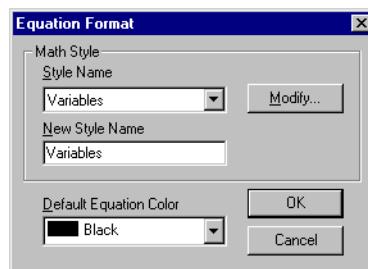 Equation Format
Math Style
Style Name
Variables
Modify...
New Style Name
Variables
Default Equation Color
Black
OK
Cancel